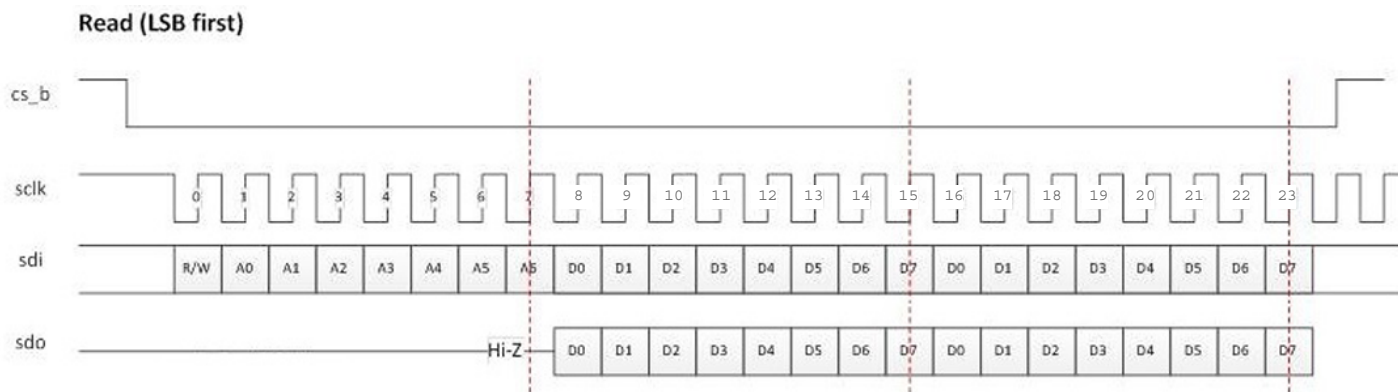 Read (LSB first)
cs_b
sclk 0 1 2 3 4 5 6 7 8 9 10 11 12 13 14 15 16 17 18 19 20 21 22 23
sdi R/W A0 A1 A2 A3 A4 A5 A6 D0 D1 D2 D3 D4 D5 D6 D7 D0 D1 D2 D3 D4 D5 D6 D7
sdo Hi-Z D0 D1 D2 D3 D4 D5 D6 D7 D0 D1 D2 D3 D4 D5 D6 D7